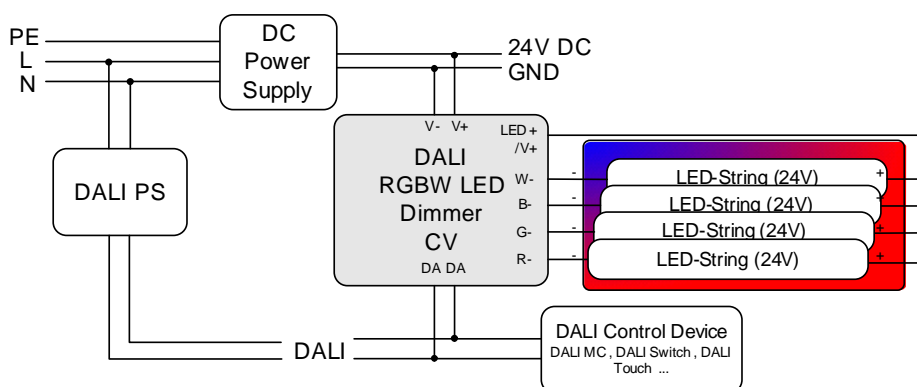 PE
L
N
DC
Power
Supply
24V DC
GND
V- V+
LED+
/V+
DALI
RGBW LED
Dimmer
CV
W-
B-
G-
R-
DA DA
- LED-String (24V) +
- LED-String (24V) +
- LED-String (24V) +
- LED-String (24V) +
DALI PS
DALI
DALI Control Device
DALI MC , DALI Switch , DALI
Touch ...